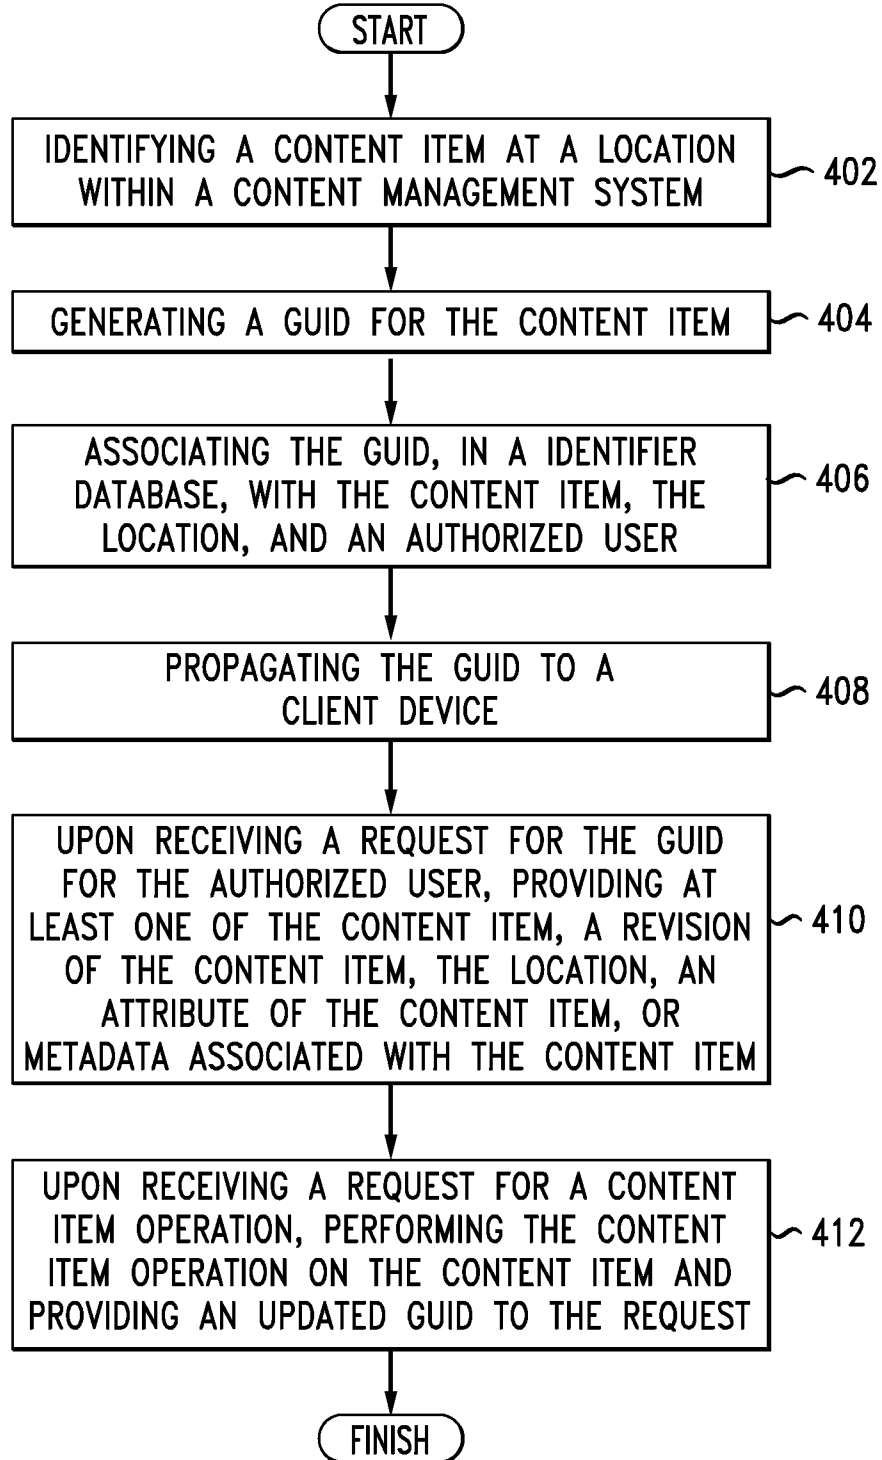 START
IDENTIFYING A CONTENT ITEM AT A LOCATION
WITHIN A CONTENT MANAGEMENT SYSTEM
402
GENERATING A GUID FOR THE CONTENT ITEM
404
ASSOCIATING THE GUID, IN A IDENTIFIER
DATABASE, WITH THE CONTENT ITEM, THE
LOCATION, AND AN AUTHORIZED USER
406
PROPAGATING THE GUID TO A
CLIENT DEVICE
408
UPON RECEIVING A REQUEST FOR THE GUID
FOR THE AUTHORIZED USER, PROVIDING AT
LEAST ONE OF THE CONTENT ITEM, A REVISION
OF THE CONTENT ITEM, THE LOCATION, AN
ATTRIBUTE OF THE CONTENT ITEM, OR
METADATA ASSOCIATED WITH THE CONTENT ITEM
410
UPON RECEIVING A REQUEST FOR A CONTENT
ITEM OPERATION, PERFORMING THE CONTENT
ITEM OPERATION ON THE CONTENT ITEM AND
PROVIDING AN UPDATED GUID TO THE REQUEST
412
FINISH